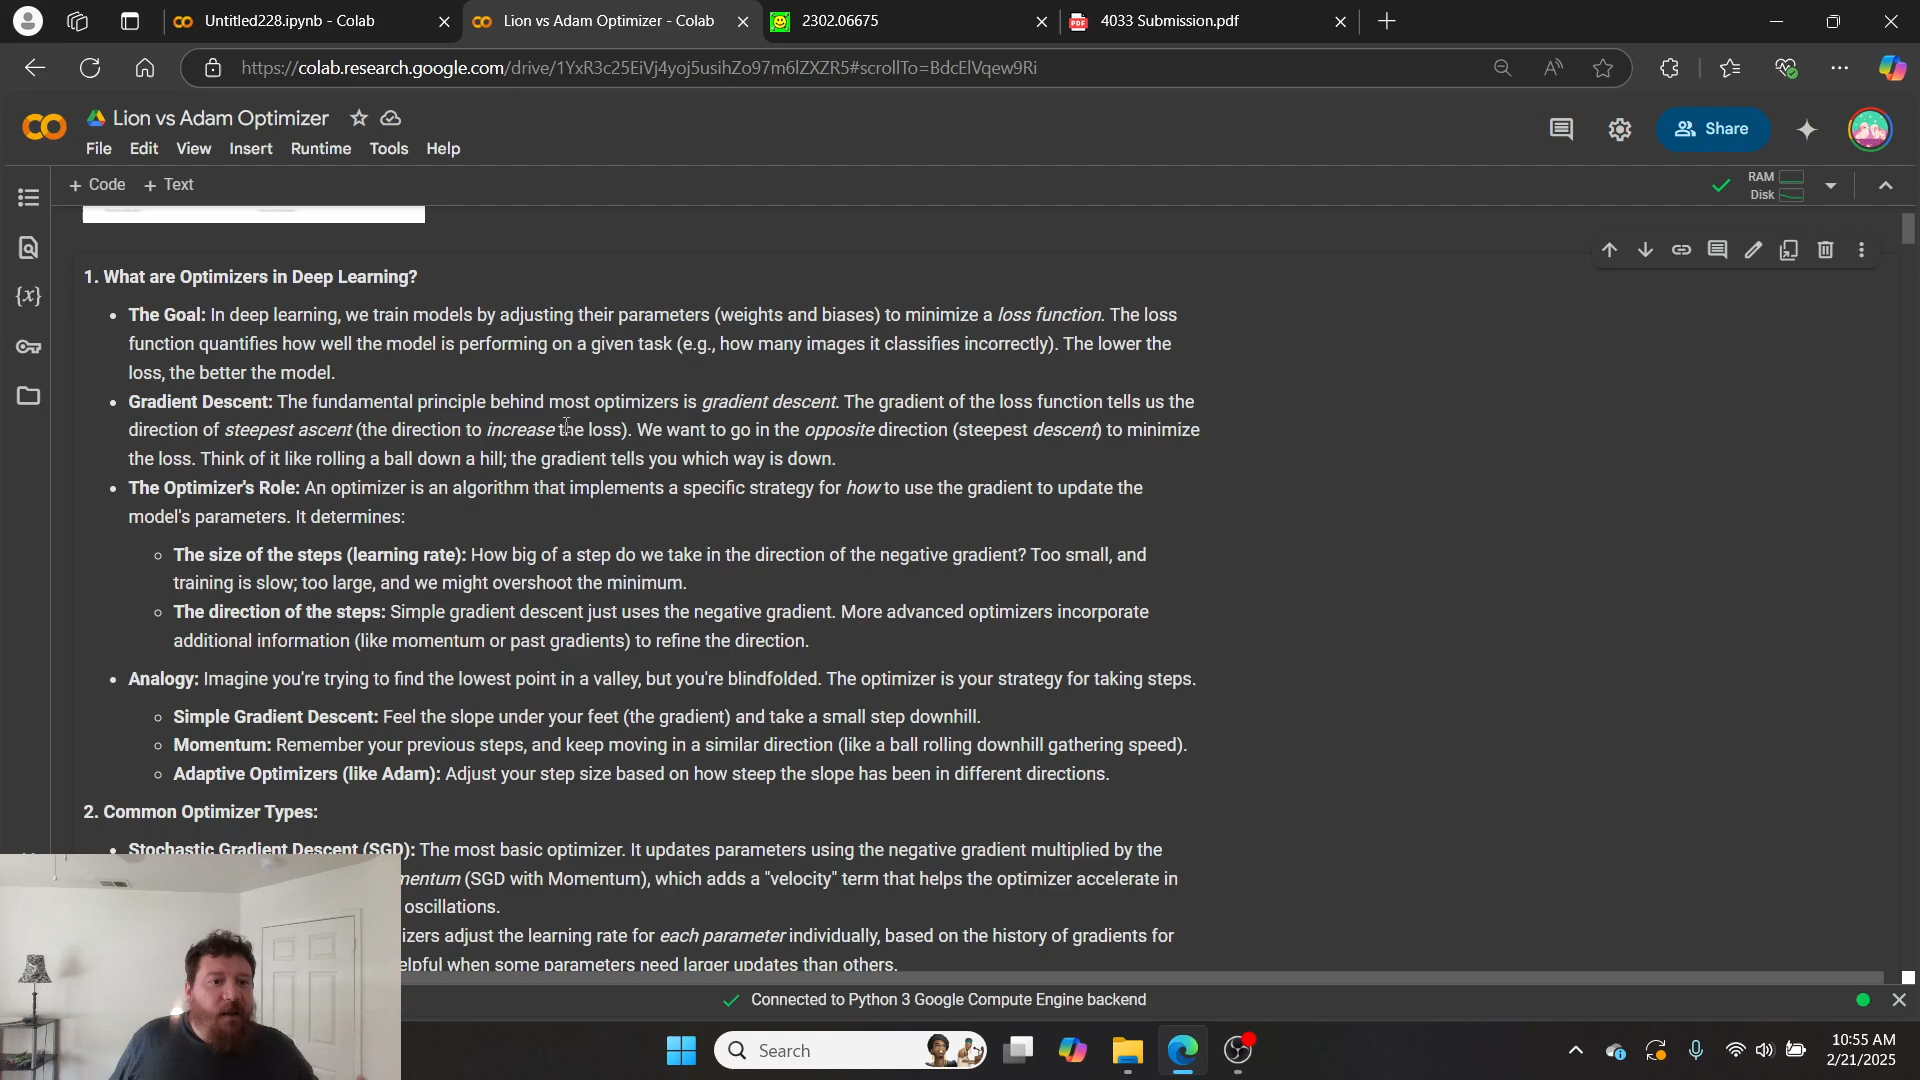 Untitled228.ipynb - Colab
Lion vs Adam Optimizer - Colab
2302.06675
4033 Submission.pdf
https://colab.research.google.com/drive/1YxR3c25EiVj4yoj5usihZo97m6lZXZR5#scrollTo=BdcElVqew9Ri
Lion vs Adam Optimizer
Share
File Edit View Insert Runtime Tools Help
+ Code + Text
RAM
Disk
1. What are Optimizers in Deep Learning?
• The Goal: In deep learning, we train models by adjusting their parameters (weights and biases) to minimize a loss function. The loss
function quantifies how well the model is performing on a given task (e.g., how many images it classifies incorrectly). The lower the
loss, the better the model.
• Gradient Descent: The fundamental principle behind most optimizers is gradient descent. The gradient of the loss function tells us the
direction of steepest ascent (the direction to increase the loss). We want to go in the opposite direction (steepest descent) to minimize
the loss. Think of it like rolling a ball down a hill; the gradient tells you which way is down.
• The Optimizer's Role: An optimizer is an algorithm that implements a specific strategy for how to use the gradient to update the
model's parameters. It determines:
◦ The size of the steps (learning rate): How big of a step do we take in the direction of the negative gradient? Too small, and
training is slow; too large, and we might overshoot the minimum.
◦ The direction of the steps: Simple gradient descent just uses the negative gradient. More advanced optimizers incorporate
additional information (like momentum or past gradients) to refine the direction.
• Analogy: Imagine you're trying to find the lowest point in a valley, but you're blindfolded. The optimizer is your strategy for taking steps.
◦ Simple Gradient Descent: Feel the slope under your feet (the gradient) and take a small step downhill.
◦ Momentum: Remember your previous steps, and keep moving in a similar direction (like a ball rolling downhill gathering speed).
◦ Adaptive Optimizers (like Adam): Adjust your step size based on how steep the slope has been in different directions.
2. Common Optimizer Types:
• Stochastic Gradient Descent (SGD): The most basic optimizer. It updates parameters using the negative gradient multiplied by the
mentum (SGD with Momentum), which adds a "velocity" term that helps the optimizer accelerate in
oscillations.
izers adjust the learning rate for each parameter individually, based on the history of gradients for
elpful when some parameters need larger updates than others.
Connected to Python 3 Google Compute Engine backend
Search
10:55 AM
2/21/2025